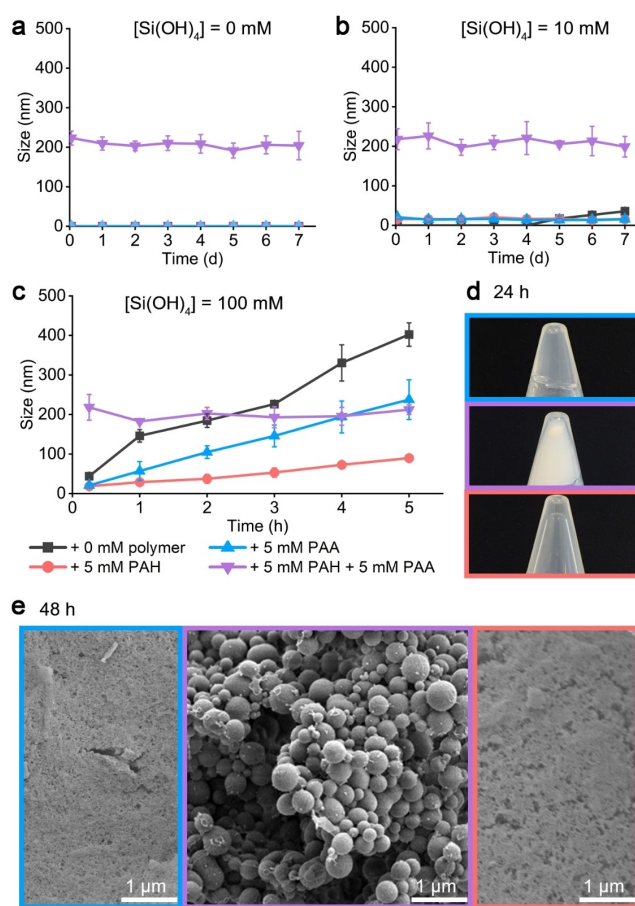 a [Si(OH)4] = 0 mM
500
400
300
200
100
0
Size (nm)
0 1 2 3 4 5 6 7
Time (d)
b [Si(OH)4] = 10 mM
500
400
300
200
100
0
Size (nm)
0 1 2 3 4 5 6 7
Time (d)
c [Si(OH)4] = 100 mM
500
400
300
200
100
0
Size (nm)
0 1 2 3 4 5
Time (h)
+ 0 mM polymer + 5 mM PAA
+ 5 mM PAH + 5 mM PAH + 5 mM PAA
d 24 h
e 48 h
1 µm 1 µm 1 µm